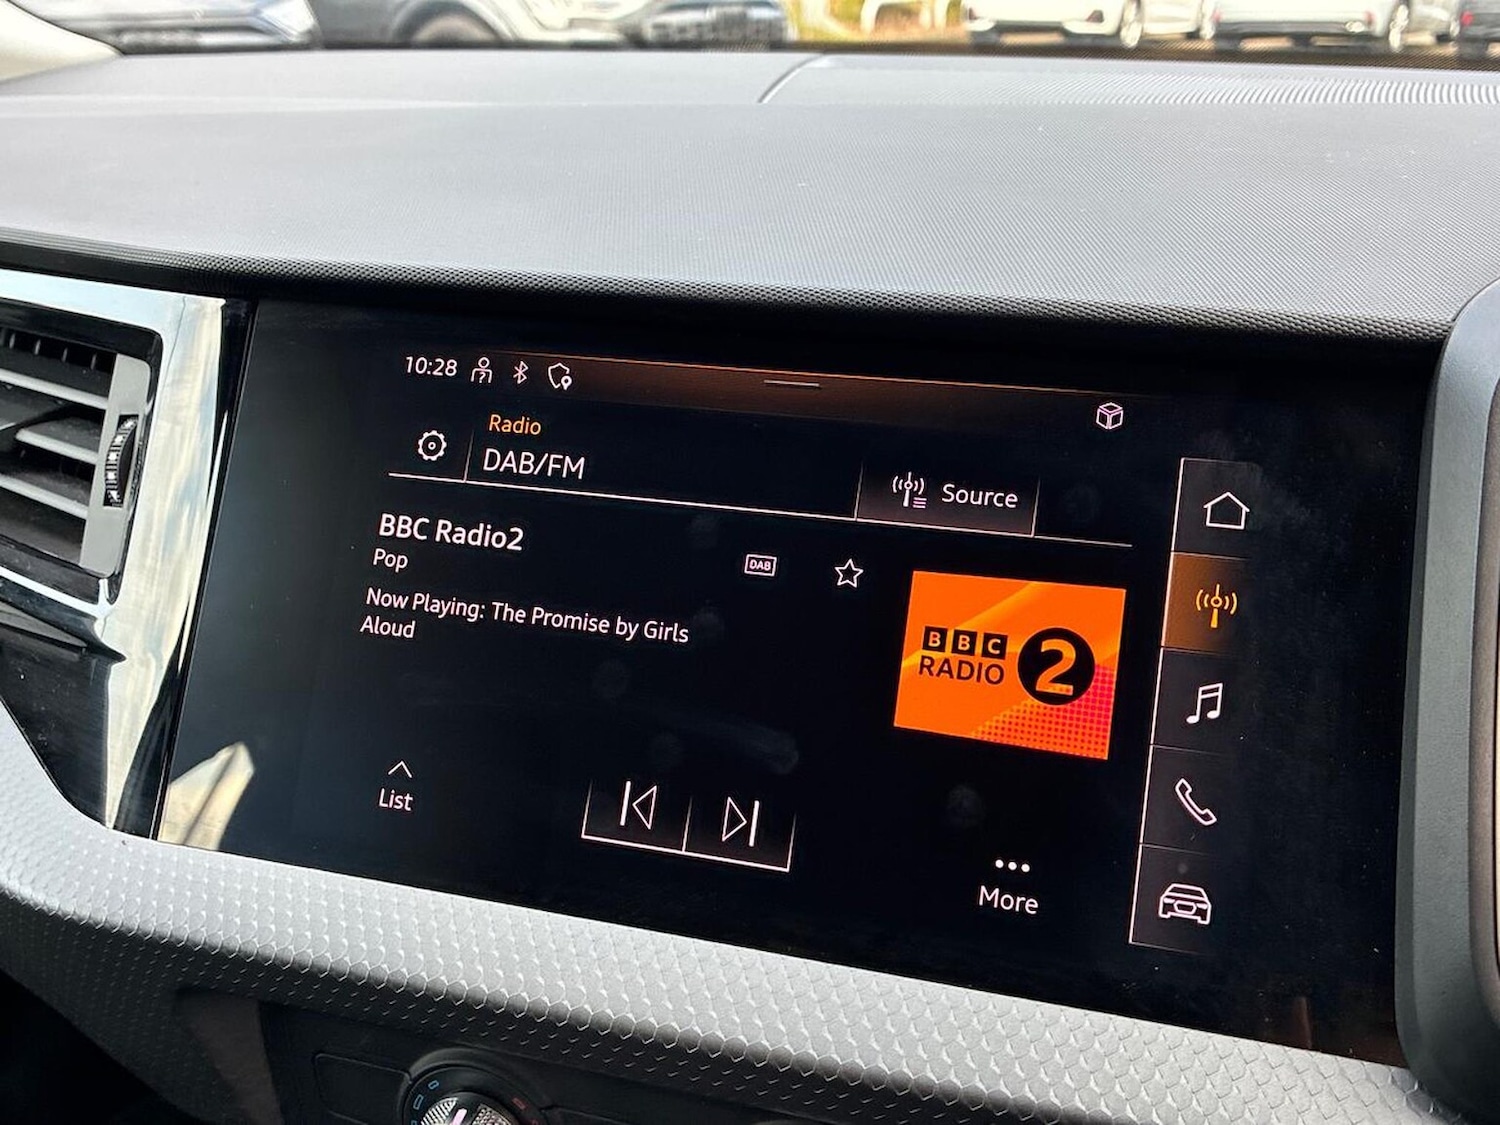 10:28
Radio
DAB/FM
Source
BBC Radio2
Pop
DAB
Now Playing: The Promise by Girls
Aloud
BBC
RADIO 2
List
More